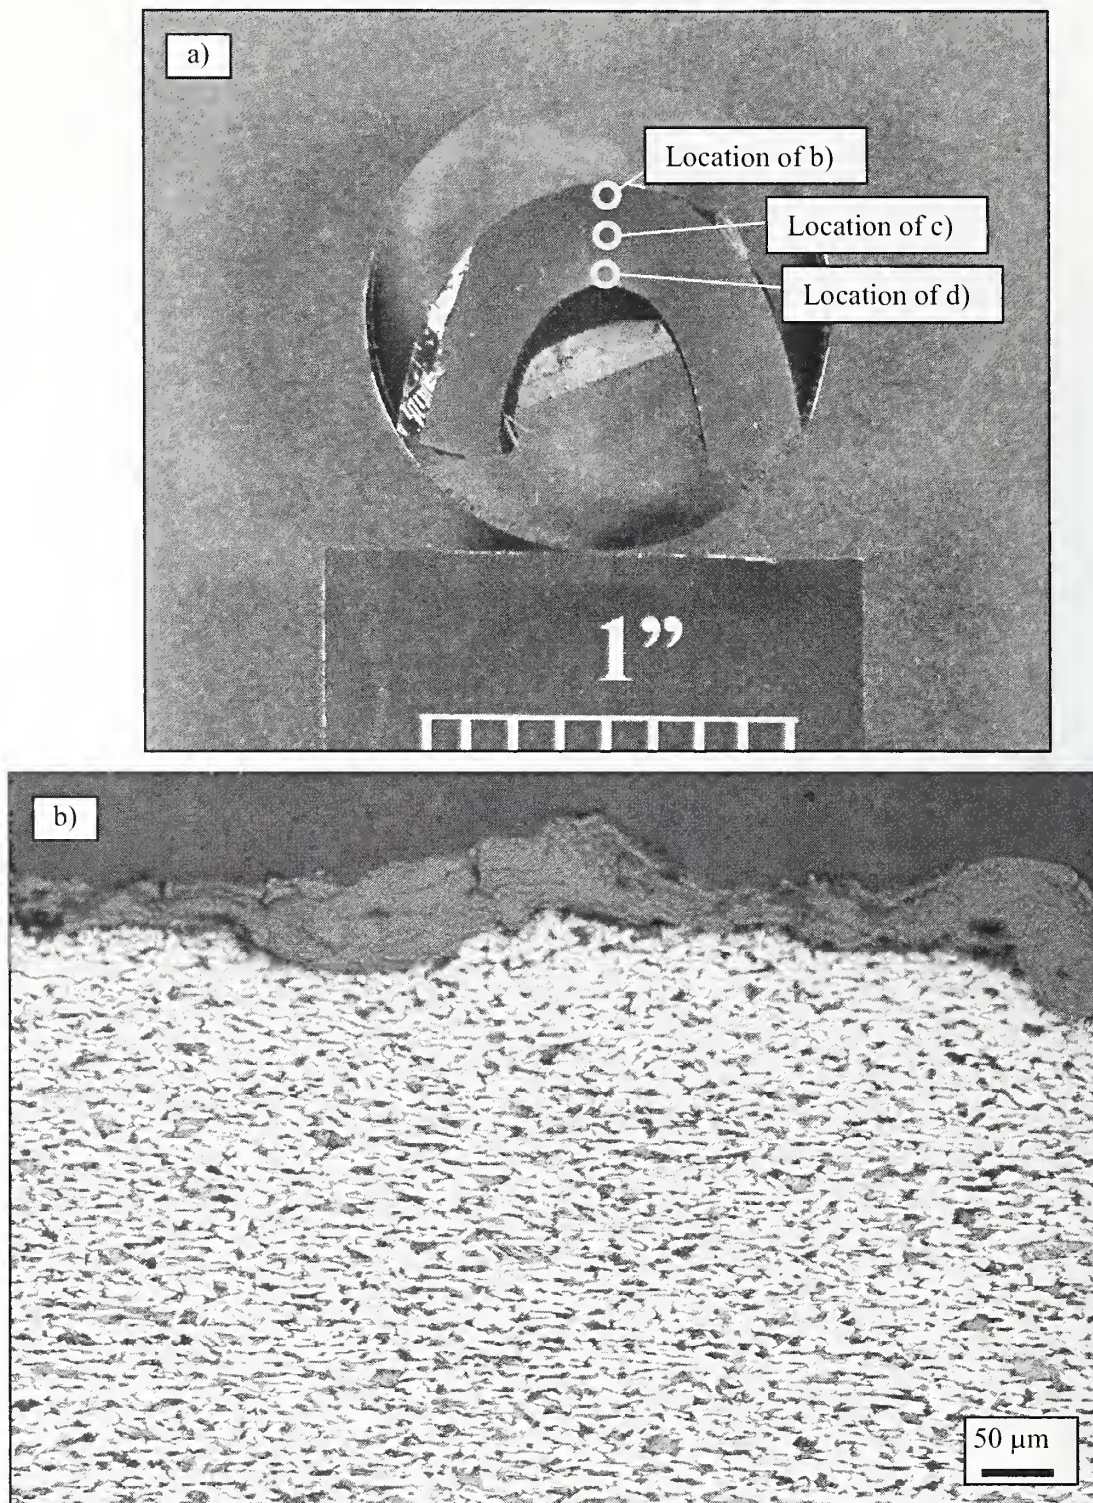 a)
Location of b)
Location of c)
Location of d)
1”
b)
50 µm